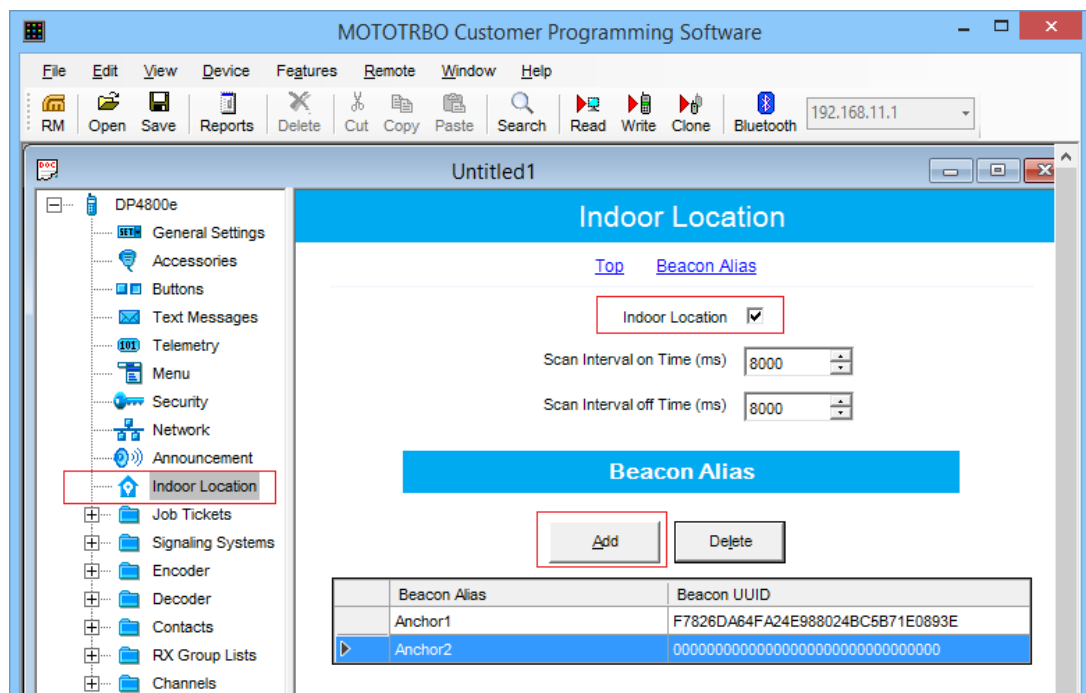 MOTOTRBO Customer Programming Software
File Edit View Device Features Remote Window Help
RM Open Save Reports Delete Cut Copy Paste Search Read Write Clone Bluetooth 192.168.11.1
DOC Untitled1
DP4800e
SET General Settings
Accessories
Buttons
Text Messages
101 Telemetry
Menu
Security
Network
Announcement
Indoor Location
Job Tickets
Signaling Systems
Encoder
Decoder
Contacts
RX Group Lists
Channels
Indoor Location
Top Beacon Alias
Indoor Location
Scan Interval on Time (ms) 8000
Scan Interval off Time (ms) 8000
Beacon Alias
Add Delete
Beacon Alias Beacon UUID
Anchor1 F7826DA64FA24E988024BC5B71E0893E
Anchor2 00000000000000000000000000000000